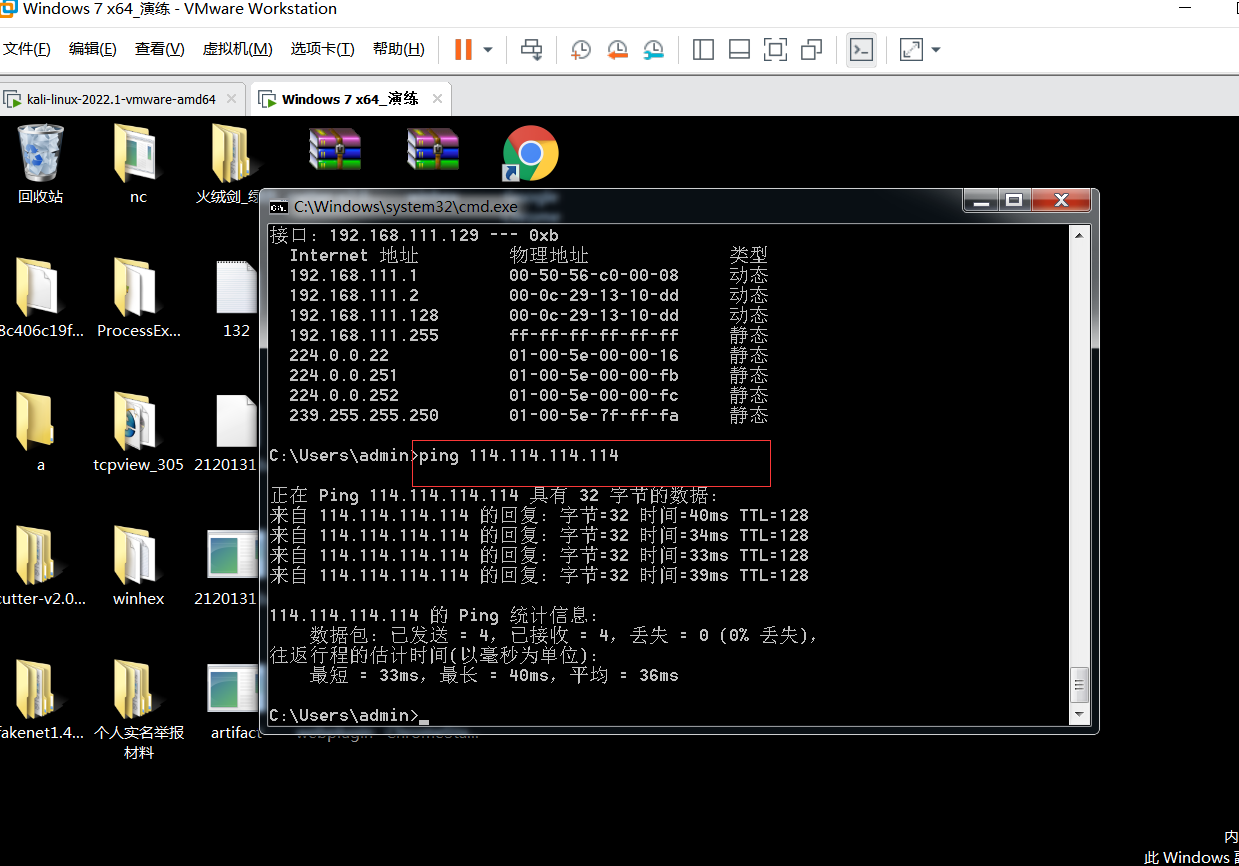 Windows 7 x64_演练 - VMware Workstation
文件(F) 编辑(E) 查看(V) 虚拟机(M) 选项卡(T) 帮助(H)
kali-linux-2022.1-vmware-amd64 Windows 7 x64_演练
回收站 nc 火绒剑_
C:\Windows\system32\cmd.exe
接口: 192.168.111.129 --- 0xb
Internet 地址 物理地址 类型
192.168.111.1 00-50-56-c0-00-08 动态
192.168.111.2 00-0c-29-13-10-dd 动态
192.168.111.128 00-0c-29-13-10-dd 动态
192.168.111.255 ff-ff-ff-ff-ff-ff 静态
224.0.0.22 01-00-5e-00-00-16 静态
224.0.0.251 01-00-5e-00-00-fb 静态
224.0.0.252 01-00-5e-00-00-fc 静态
239.255.255.250 01-00-5e-7f-ff-fa 静态
C:\Users\admin>ping 114.114.114.114
正在 Ping 114.114.114.114 具有 32 字节的数据:
来自 114.114.114.114 的回复: 字节=32 时间=40ms TTL=128
来自 114.114.114.114 的回复: 字节=32 时间=34ms TTL=128
来自 114.114.114.114 的回复: 字节=32 时间=33ms TTL=128
来自 114.114.114.114 的回复: 字节=32 时间=39ms TTL=128
114.114.114.114 的 Ping 统计信息:
数据包: 已发送 = 4，已接收 = 4，丢失 = 0 (0% 丢失)，
往返行程的估计时间(以毫秒为单位):
最短 = 33ms，最长 = 40ms，平均 = 36ms
C:\Users\admin>_
8c406c19f... ProcessEx... 132
a tcpview_305 2120131
cutter-v2.0... winhex 2120131
fakenet1.4... 个人实名举报 artifact
材料
内
此 Windows